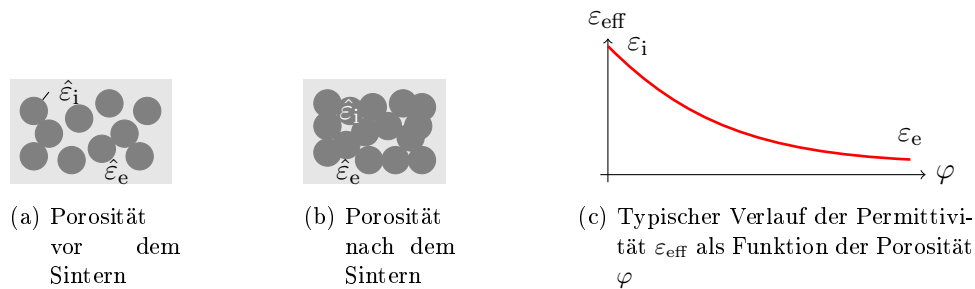 ε̂i
ε̂e
(a) Porosität
vor dem
Sintern
ε̂i
ε̂e
(b) Porosität
nach dem
Sintern
εeff
εi
εe
φ
(c) Typischer Verlauf der Permittivi-
tät εeff als Funktion der Porosität
φ